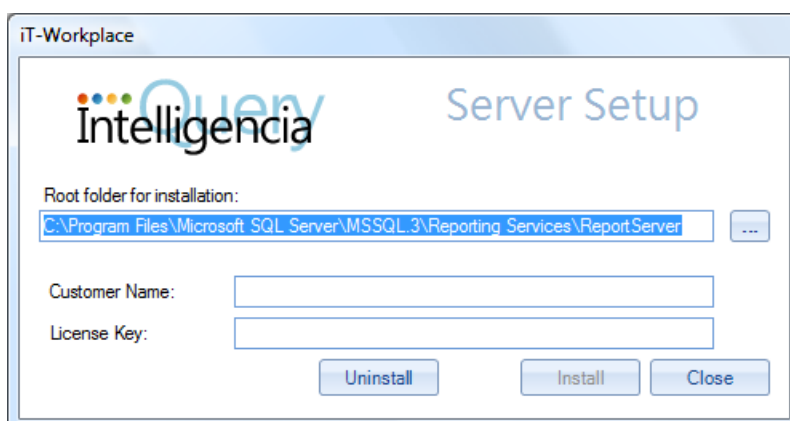 iT-Workplace
Query
Intelligencia
Server Setup
Root folder for installation:
C:\Program Files\Microsoft SQL Server\MSSQL.3\Reporting Services\ReportServer
...
Customer Name:
License Key:
Uninstall Install Close